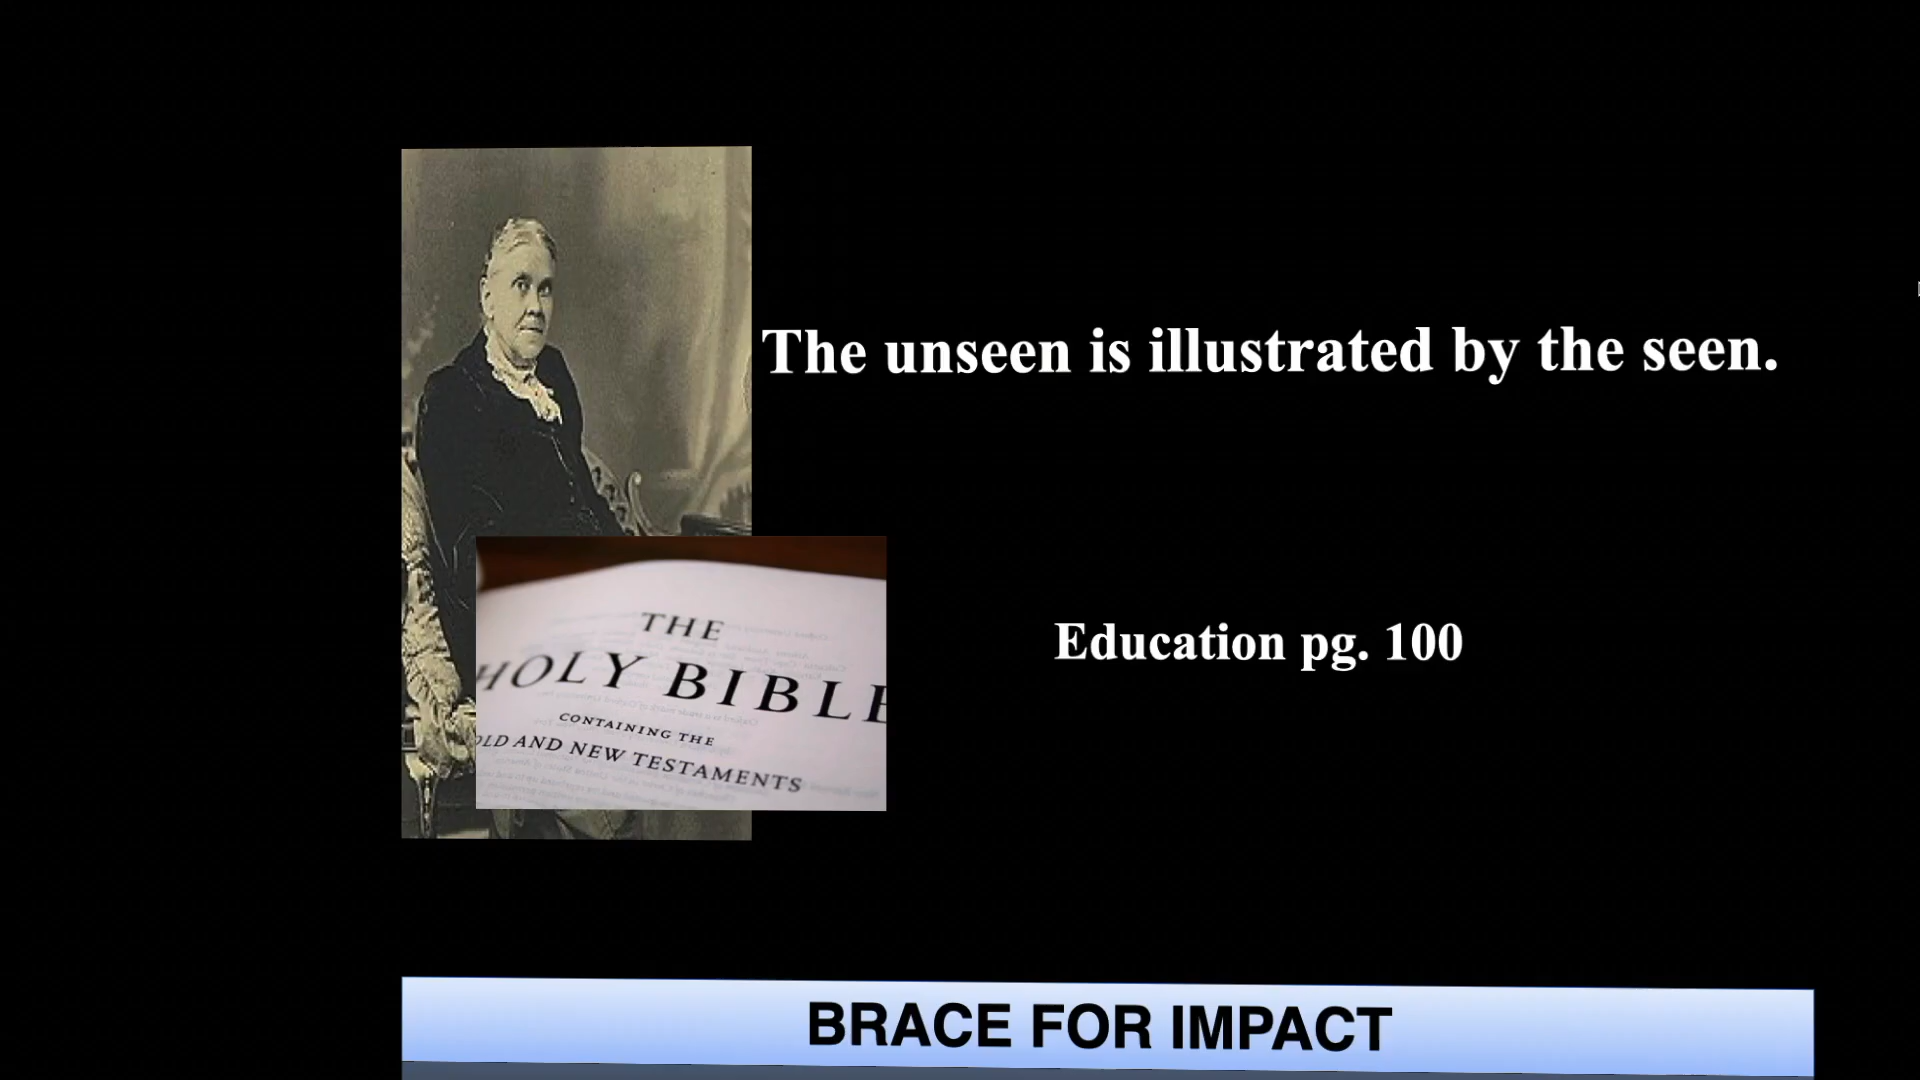 The unseen is illustrated by the seen.
THE
HOLY BIBLE
CONTAINING THE
OLD AND NEW TESTAMENTS
Education pg. 100
BRACE FOR IMPACT